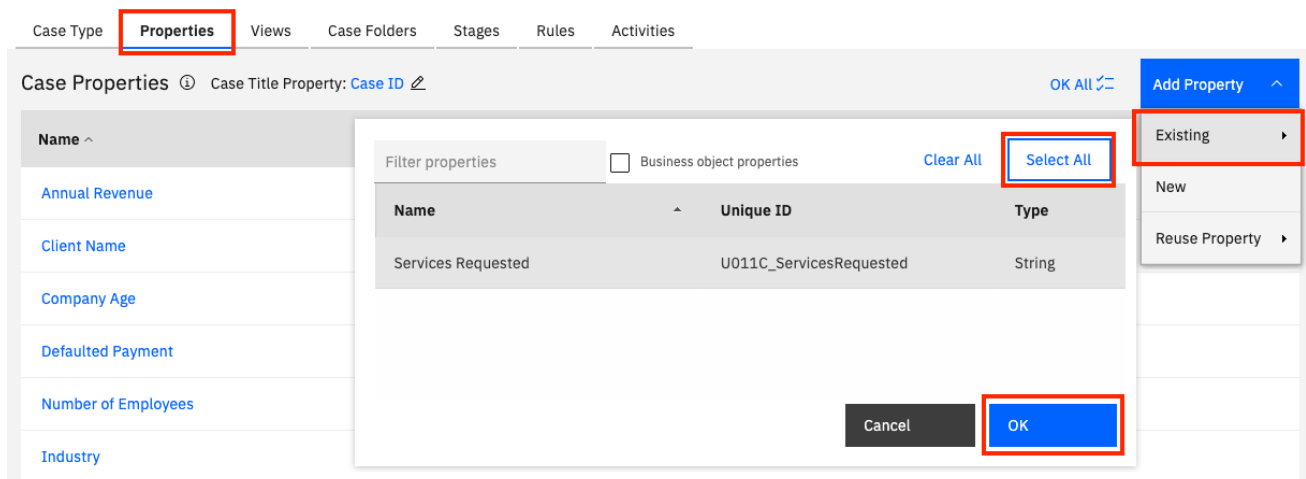 Case Type Properties Views Case Folders Stages Rules Activities
Case Properties Case Title Property: Case ID OK All Add Property
Name
Existing
New
Reuse Property
Filter properties Business object properties Clear All Select All
Name Unique ID Type
Services Requested U011C_ServicesRequested String
Cancel OK
Annual Revenue
Client Name
Company Age
Defaulted Payment
Number of Employees
Industry